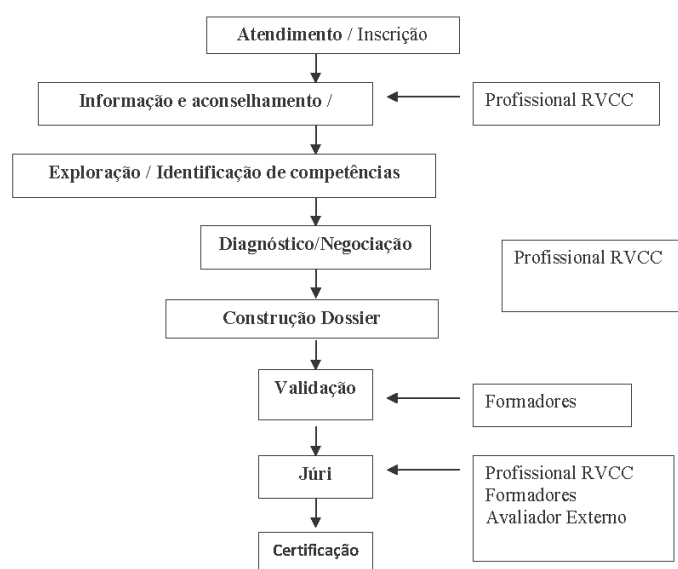 Atendimento / Inscrição
Informação e aconselhamento /
Profissional RVCC
Exploração / Identificação de competências
Diagnóstico/Negociação
Profissional RVCC
Construção Dossier
Validação
Formadores
Júri
Profissional RVCC
Formadores
Avaliador Externo
Certificação